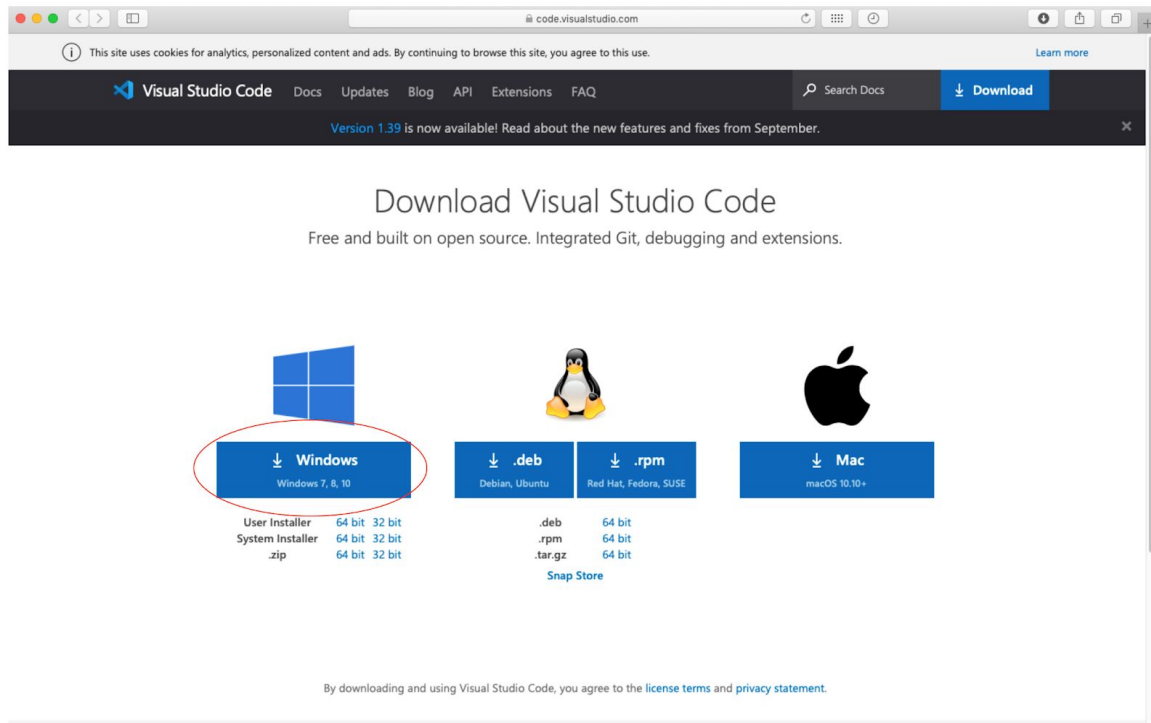 code.visualstudio.com
This site uses cookies for analytics, personalized content and ads. By continuing to browse this site, you agree to this use.
Learn more
Visual Studio Code Docs Updates Blog API Extensions FAQ Search Docs Download
Version 1.39 is now available! Read about the new features and fixes from September.
Download Visual Studio Code
Free and built on open source. Integrated Git, debugging and extensions.
Windows
Windows 7, 8, 10
.deb
Debian, Ubuntu
.rpm
Red Hat, Fedora, SUSE
Mac
macOS 10.10+
User Installer 64 bit 32 bit
System Installer 64 bit 32 bit
.zip 64 bit 32 bit
.deb 64 bit
.rpm 64 bit
.tar.gz 64 bit
Snap Store
By downloading and using Visual Studio Code, you agree to the license terms and privacy statement.